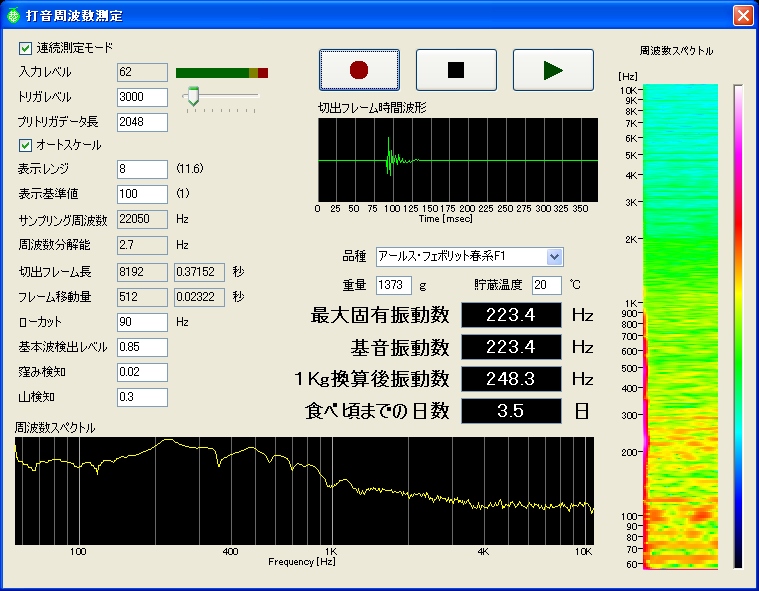 打音周波数測定
連続測定モード
入力レベル 62
トリガレベル 3000
プリトリガデータ長 2048
オートスケール
表示レンジ 8 (11.6)
表示基準値 100 (1)
サンプリング周波数 22050 Hz
周波数分解能 2.7 Hz
切出フレーム長 8192 0.37152 秒
フレーム移動量 512 0.02322 秒
ローカット 90 Hz
基本波検出レベル 0.85
窪み検知 0.02
山検知 0.3
切出フレーム時間波形
0 25 50 75 100 125 150 175 200 225 250 275 300 325 350
Time [msec]
品種 アールス・フェボリット春系F1
重量 1373 g 貯蔵温度 20 ℃
最大固有振動数 223.4 Hz
基音振動数 223.4 Hz
1Kg換算後振動数 248.3 Hz
食べ頃までの日数 3.5 日
周波数スペクトル
100 400 1K 4K 10K
Frequency [Hz]
周波数スペクトル
[Hz]
10K
9K
8K
7K
6K
5K
4K
3K
2K
1K
900
800
700
600
500
400
300
200
100
90
80
70
60